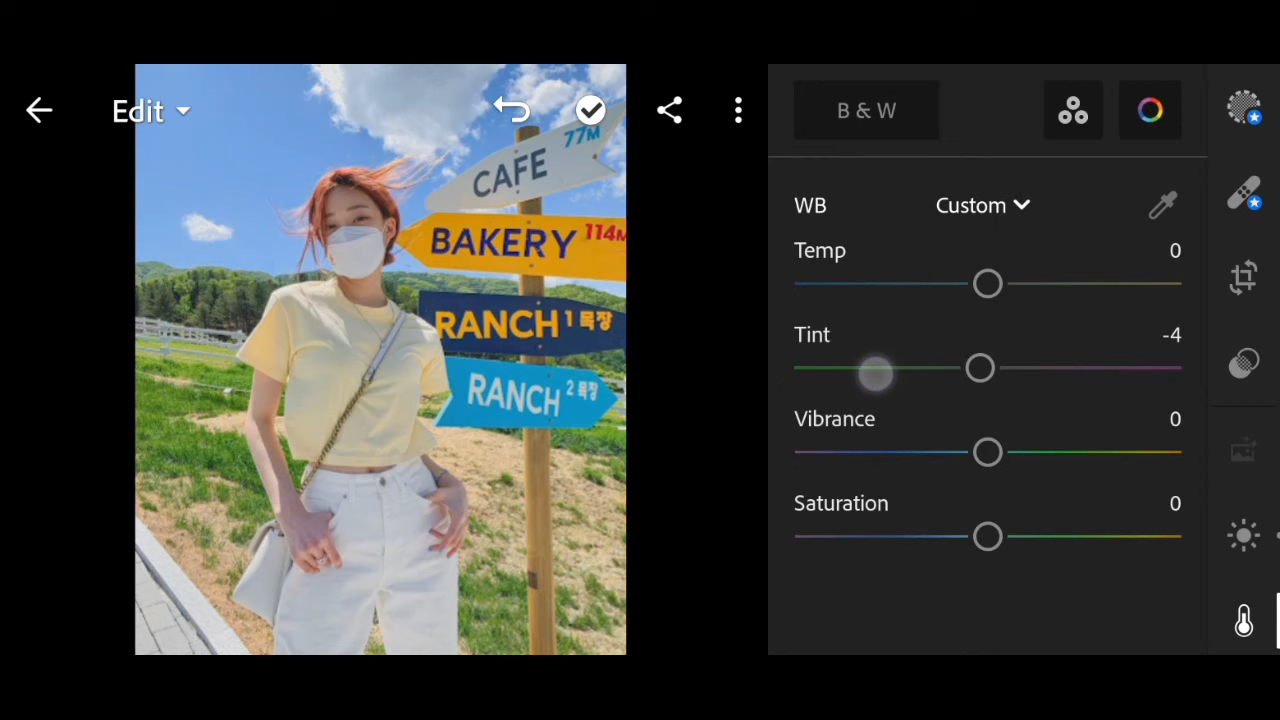 Edit
77M
CAFE
BAKERY 114M
RANCH 1 목장
RANCH 2 목장
B & W
WB Custom
Temp 0
Tint -4
Vibrance 0
Saturation 0